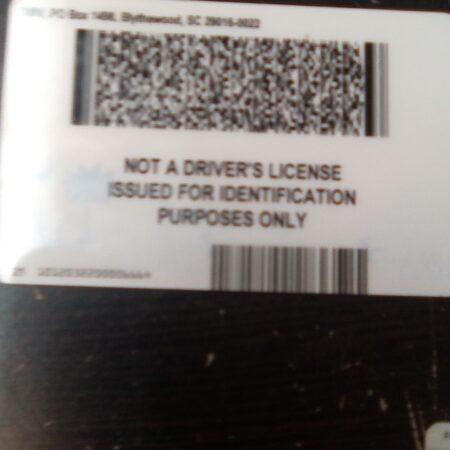 PO Box 1498, Blythewood, SC 29016-0022
NOT A DRIVER'S LICENSE
ISSUED FOR IDENTIFICATION
PURPOSES ONLY